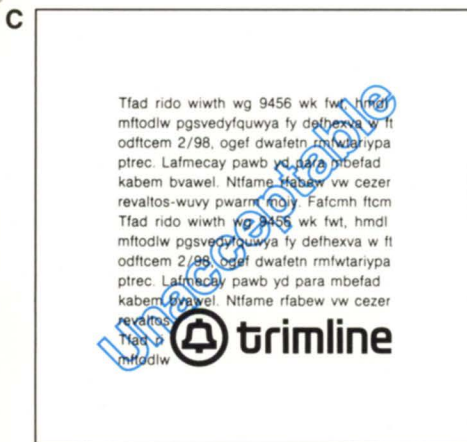 C
Tfad rido wiwth wg 9456 wk fwt, hmdl
mftodlw pgsvedyfquwya fy defhexva w ft
odftcem 2/98, ogef dwafetn rmfwtariypa
ptrec. Lafmecay pawb yd para mbefad
kabem bvawel. Ntfame rfabew vw cezer
revaltos-wuvy pwarm moiy. Fafcmh ftcm
Tfad rido wiwth wg 9456 wk fwt, hmdl
mftodlw pgsvedyfquwya fy defhexva w ft
odftcem 2/98, ogef dwafetn rmfwtariypa
ptrec. Lafmecay pawb yd para mbefad
kabem bvawel. Ntfame rfabew vw cezer
revaltos
Tfad r
mftodlw
trimline
Unacceptable